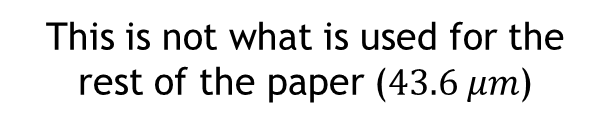 This is not what is used for the
rest of the paper (43.6 μm)